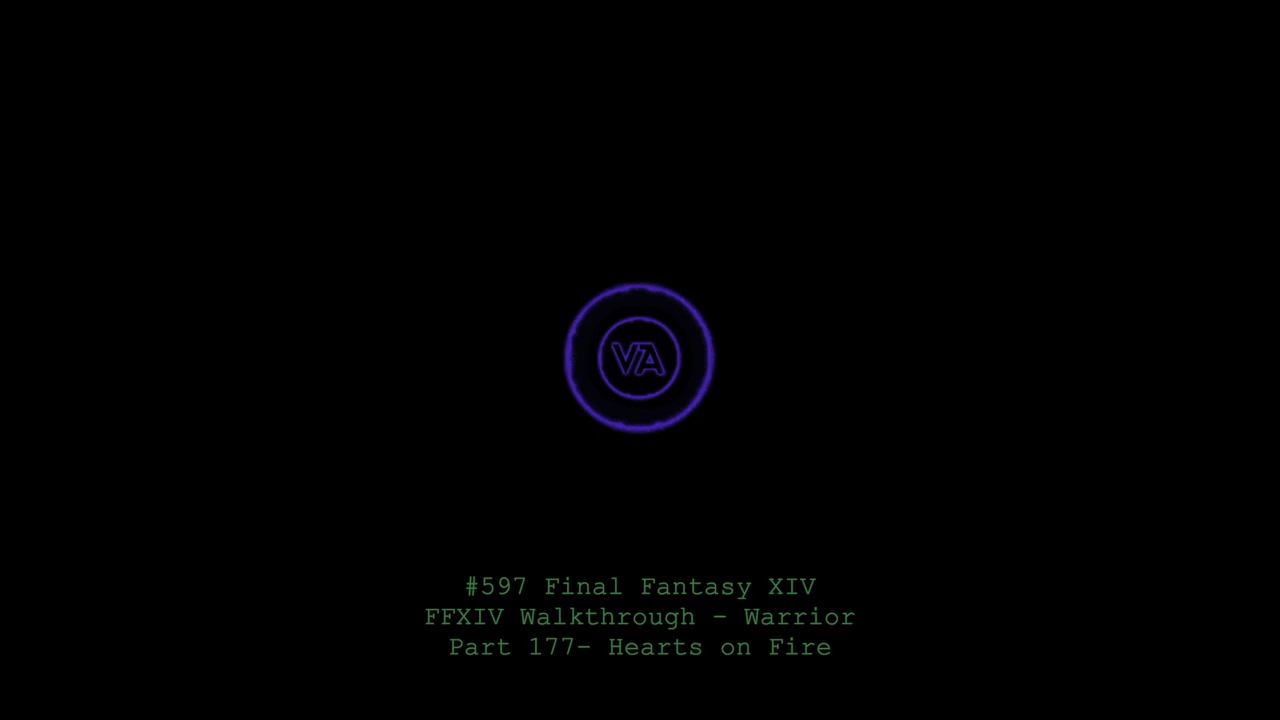 VA
#597 Final Fantasy XIV
FFXIV Walkthrough - Warrior
Part 177- Hearts on Fire